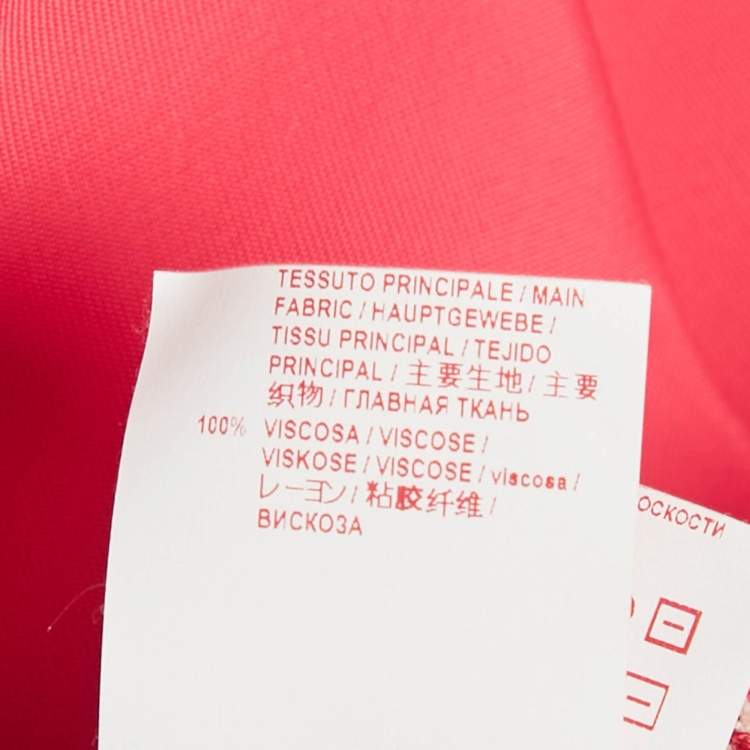 TESSUTO PRINCIPALE / MAIN
FABRIC / HAUPTGEWEBE /
TISSU PRINCIPAL / TEJIDO
PRINCIPAL / 主要生地 / 主要
织物 / ГЛАВНАЯ ТКАНЬ
100% VISCOSA / VISCOSE /
VISKOSE / VISCOSE / viscosa /
レーヨン / 粘胶纤维 /
ВИСКОЗА
ОСКОСТИ